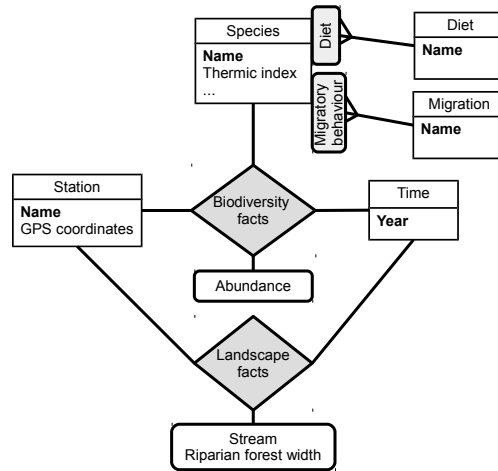 Species
Name
Thermic index
...
Diet
Diet
Name
Migratory
behaviour
Migration
Name
Station
Name
GPS coordinates
Biodiversity
facts
Time
Year
Abundance
Landscape
facts
Stream
Riparian forest width